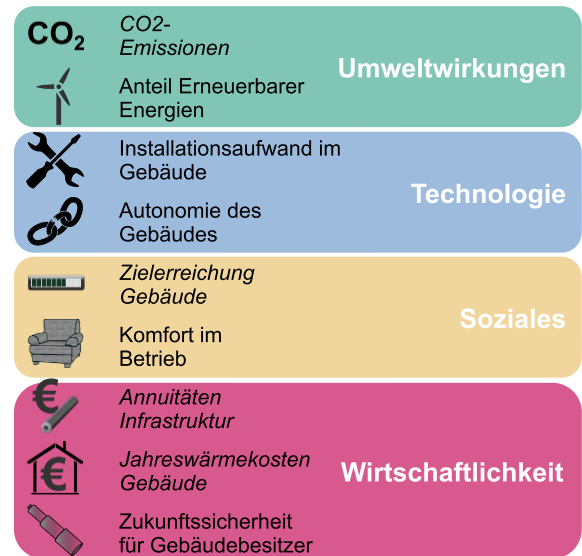 CO2
CO2-
Emissionen
Umweltwirkungen
Anteil Erneuerbarer
Energien
Installationsaufwand im
Gebäude
Technologie
Autonomie des
Gebäudes
Zielerreichung
Gebäude
Soziales
Komfort im
Betrieb
€
Annuitäten
Infrastruktur
€
Jahreswärmekosten
Gebäude
Wirtschaftlichkeit
Zukunftssicherheit
für Gebäudebesitzer